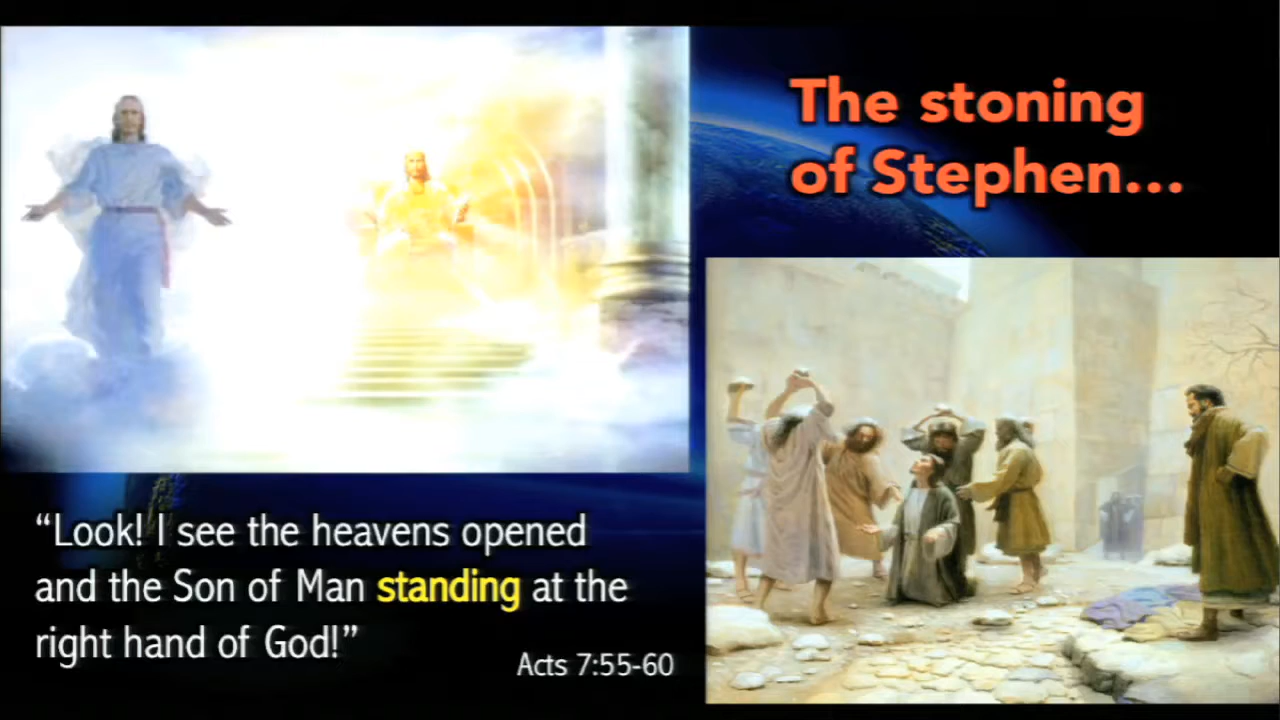 The stoning
of Stephen...
“Look! I see the heavens opened
and the Son of Man standing at the
right hand of God!”
Acts 7:55-60